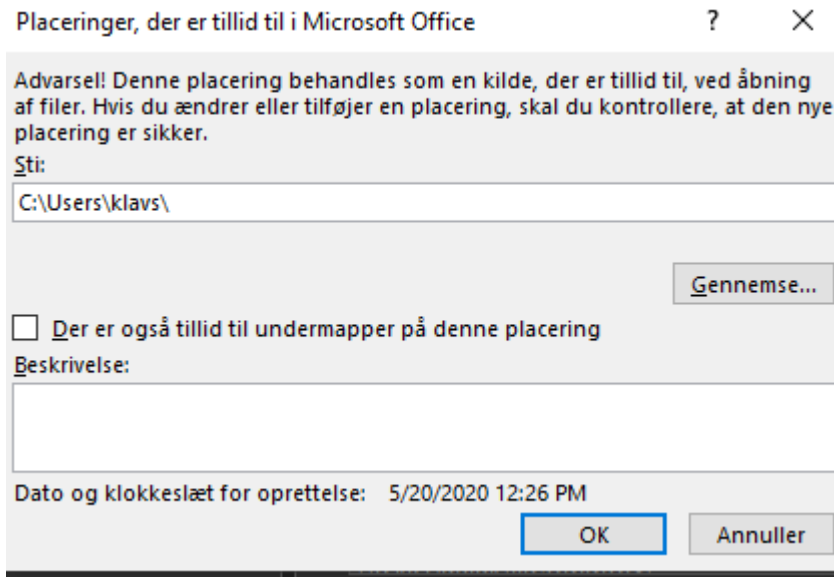 Placeringer, der er tillid til i Microsoft Office ?
Advarsel! Denne placering behandles som en kilde, der er tillid til, ved åbning
af filer. Hvis du ændrer eller tilføjer en placering, skal du kontrollere, at den nye
placering er sikker.
Sti:
C:\Users\klavs\
Gennemse...
Der er også tillid til undermapper på denne placering
Beskrivelse:
Dato og klokkeslæt for oprettelse: 5/20/2020 12:26 PM
OK Annuller